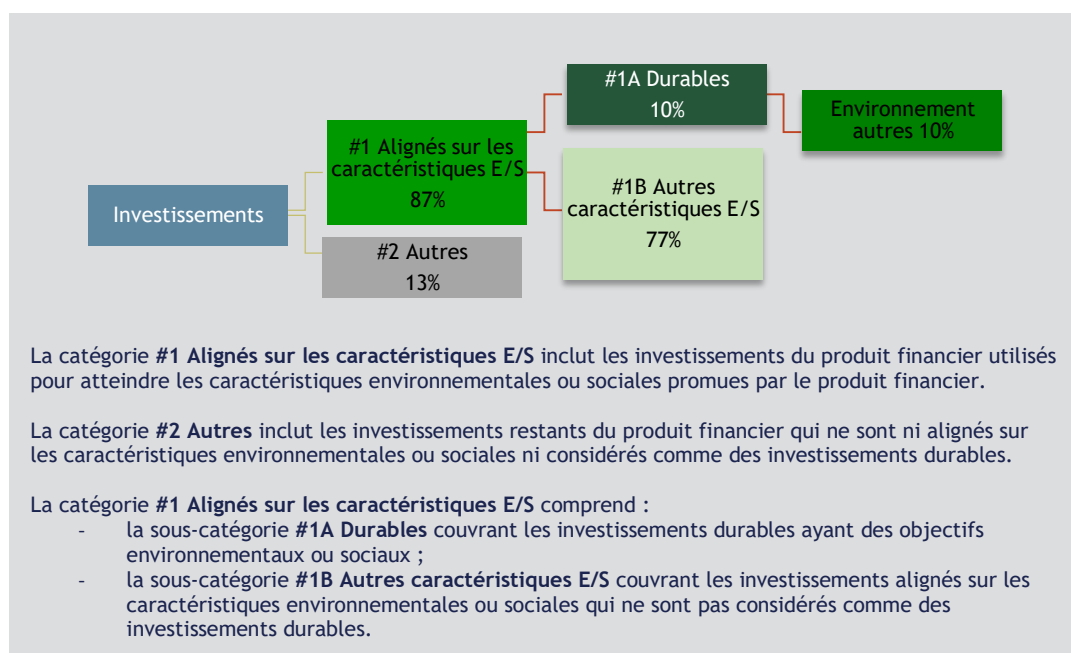 #1A Durables
10%
Environnement
autres 10%
#1 Alignés sur les
caractéristiques E/S
87%
#1B Autres
caractéristiques E/S
77%
Investissements
#2 Autres
13%
La catégorie #1 Alignés sur les caractéristiques E/S inclut les investissements du produit financier utilisés
pour atteindre les caractéristiques environnementales ou sociales promues par le produit financier.
La catégorie #2 Autres inclut les investissements restants du produit financier qui ne sont ni alignés sur
les caractéristiques environnementales ou sociales ni considérés comme des investissements durables.
La catégorie #1 Alignés sur les caractéristiques E/S comprend :
- la sous-catégorie #1A Durables couvrant les investissements durables ayant des objectifs
environnementaux ou sociaux ;
- la sous-catégorie #1B Autres caractéristiques E/S couvrant les investissements alignés sur les
caractéristiques environnementales ou sociales qui ne sont pas considérés comme des
investissements durables.